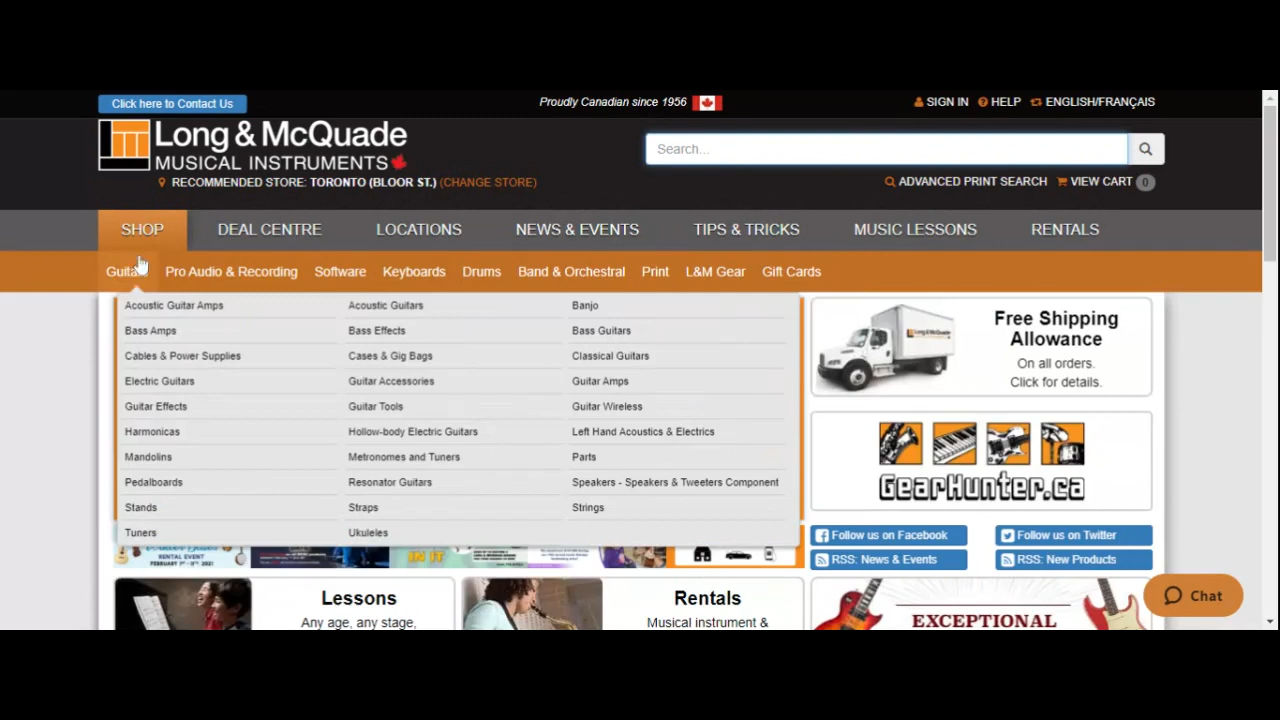 Click here to Contact Us
Proudly Canadian since 1956
SIGN IN
HELP
ENGLISH/FRANÇAIS
Long & McQuade
MUSICAL INSTRUMENTS
Search...
RECOMMENDED STORE: TORONTO (BLOOR ST.) (CHANGE STORE)
ADVANCED PRINT SEARCH
VIEW CART 0
SHOP
DEAL CENTRE
LOCATIONS
NEWS & EVENTS
TIPS & TRICKS
MUSIC LESSONS
RENTALS
Pro Audio & Recording
Software
Keyboards
Drums
Band & Orchestral
Print
L&M Gear
Gift Cards
Acoustic Guitar Amps
Acoustic Guitars
Banjo
Bass Amps
Bass Effects
Bass Guitars
Cables & Power Supplies
Cases & Gig Bags
Classical Guitars
Electric Guitars
Guitar Accessories
Guitar Amps
Guitar Effects
Guitar Tools
Guitar Wireless
Harmonicas
Hollow-body Electric Guitars
Left Hand Acoustics & Electrics
Mandolins
Metronomes and Tuners
Parts
Pedalboards
Resonator Guitars
Speakers - Speakers & Tweeters Component
Stands
Straps
Strings
Tuners
Ukuleles
Free Shipping
Allowance
On all orders.
Click for details.
Long & McQuade
GEARHUNTER.CA
Follow us on Facebook
Follow us on Twitter
RSS: News & Events
RSS: New Products
RENTAL EVENT
IN IT
Lessons
Any age, any stage,
Rentals
Musical instrument &
EXCEPTIONAL
Chat